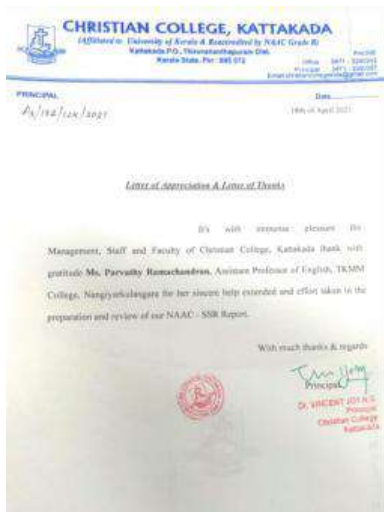 CHRISTIAN COLLEGE, KATTAKADA
(Affiliated to University of Kerala & Reaccredited by NAAC Grade B)
Kattakada P.O., Thiruvananthapuram Dist.
Kerala State, Pin : 695 572
PRINCIPAL
Date
18th of April 2021
Letter of Appreciation & Letter of Thanks
It's with immense pleasure the
Management, Staff and Faculty of Christian College, Kattakada thank with
gratitude Ms. Parvathy Ramachandran, Assistant Professor of English, TKMM
College, Nangiyarkulangara for her sincere help extended and effort taken in the
preparation and review of our NAAC - SSR Report.
With much thanks & regards
Principal
Dr. VINCENT JOY N.S
Principal
Christian College
Kattakada